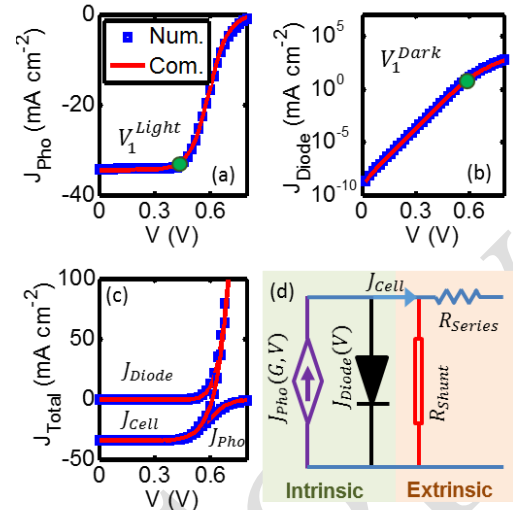 J_Pho (mA cm^-2)
0
-20
-40
Num.
Com.
V_1^Light
(a)
0 0.3 0.6
V (V)
J_Diode (mA cm^-2)
10^5
10^0
10^-5
10^-10
V_1^Dark
(b)
0 0.3 0.6
V (V)
J_Total (mA cm^-2)
100
50
0
-50
(c)
J_Diode
J_Cell
J_Pho
0 0.3 0.6
V (V)
(d)
J_Cell
R_Series
J_Pho(G,V)
J_Diode(V)
R_Shunt
Intrinsic
Extrinsic